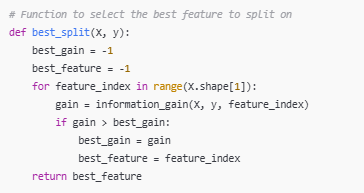 # Function to select the best feature to split on
def best_split(X, y):
    best_gain = -1
    best_feature = -1
    for feature_index in range(X.shape[1]):
        gain = information_gain(X, y, feature_index)
        if gain > best_gain:
            best_gain = gain
            best_feature = feature_index
    return best_feature